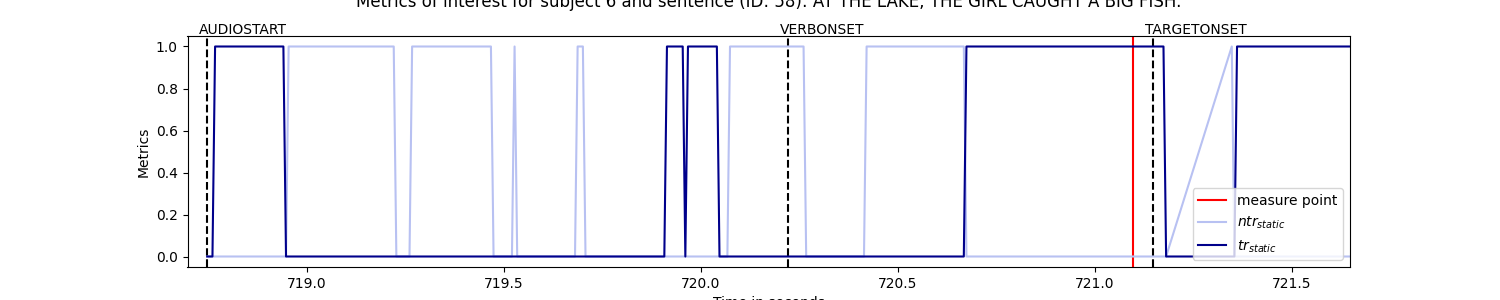 Metrics of interest for subject 6 and sentence (ID: 58): AT THE LAKE, THE GIRL CAUGHT A BIG FISH.
AUDIOSTART VERBONSET TARGETONSET
1.0
0.8
0.6
0.4
0.2
0.0
Metrics
measure point
ntr_static
tr_static
719.0 719.5 720.0 720.5 721.0 721.5
Time in seconds